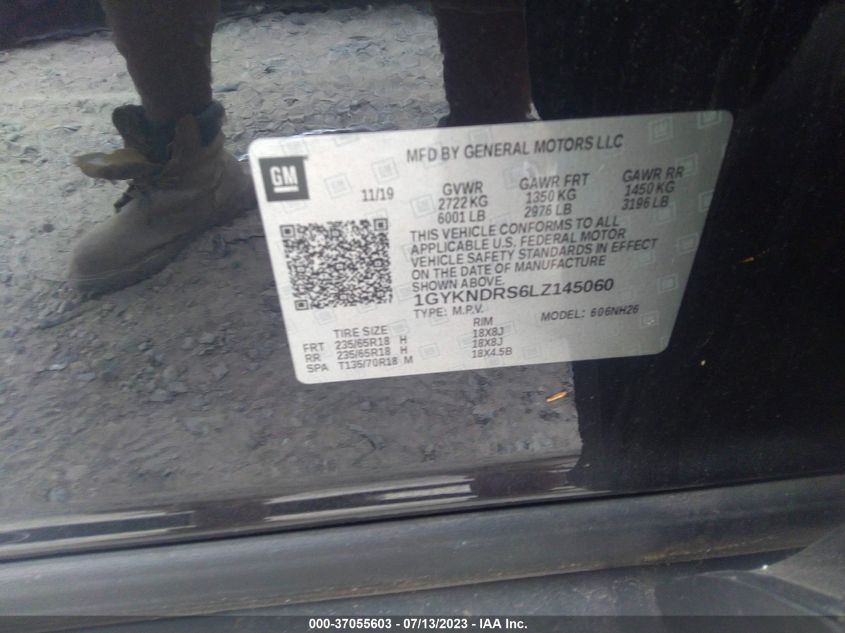 MFD BY GENERAL MOTORS LLC
GM
11/19 GVWR GAWR FRT GAWR RR
2722 KG 1350 KG 1450 KG
6001 LB 2976 LB 3196 LB
THIS VEHICLE CONFORMS TO ALL
APPLICABLE U.S. FEDERAL MOTOR
VEHICLE SAFETY STANDARDS IN EFFECT
ON THE DATE OF MANUFACTURE
SHOWN ABOVE.
1GYKNDRS6LZ145060
TYPE: M.P.V. MODEL: 606NH26
TIRE SIZE RIM
FRT 235/65R18 H 18X8J
RR 235/65R18 H 18X8J
SPA T135/70R18 M 18X4.5B
000-37055603 - 07/13/2023 - IAA Inc.